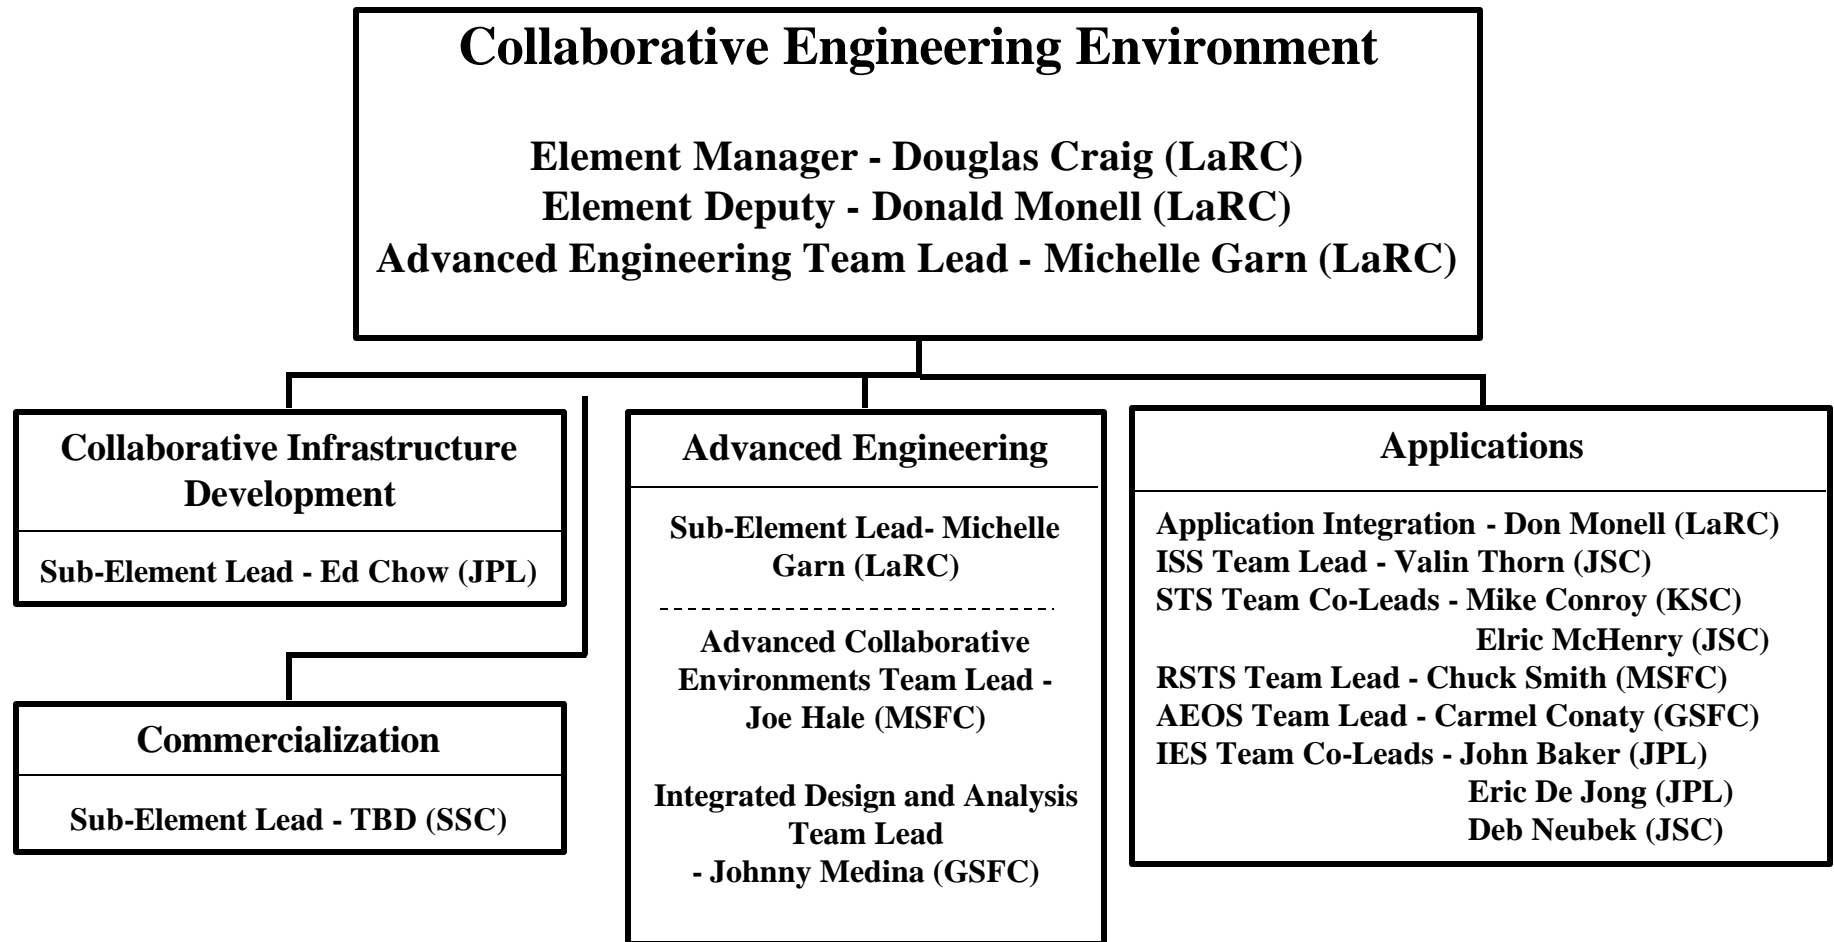 Collaborative Engineering Environment
Element Manager - Douglas Craig (LaRC)
Element Deputy - Donald Monell (LaRC)
Advanced Engineering Team Lead - Michelle Garn (LaRC)
Collaborative Infrastructure
Development
Sub-Element Lead - Ed Chow (JPL)
Commercialization
Sub-Element Lead - TBD (SSC)
Advanced Engineering
Sub-Element Lead- Michelle
Garn (LaRC)
Advanced Collaborative
Environments Team Lead -
Joe Hale (MSFC)
Integrated Design and Analysis
Team Lead
- Johnny Medina (GSFC)
Applications
Application Integration - Don Monell (LaRC)
ISS Team Lead - Valin Thorn (JSC)
STS Team Co-Leads - Mike Conroy (KSC)
Elric McHenry (JSC)
RSTS Team Lead - Chuck Smith (MSFC)
AEOS Team Lead - Carmel Conaty (GSFC)
IES Team Co-Leads - John Baker (JPL)
Eric De Jong (JPL)
Deb Neubek (JSC)